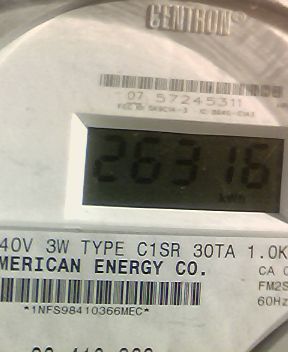 CENTRON®
07 57245311
26316
kWh
40V 3W TYPE C1SR 30TA 1.0K
MERICAN ENERGY CO.
CA 0
FM2S
60Hz
*1NFS98410366MEC*